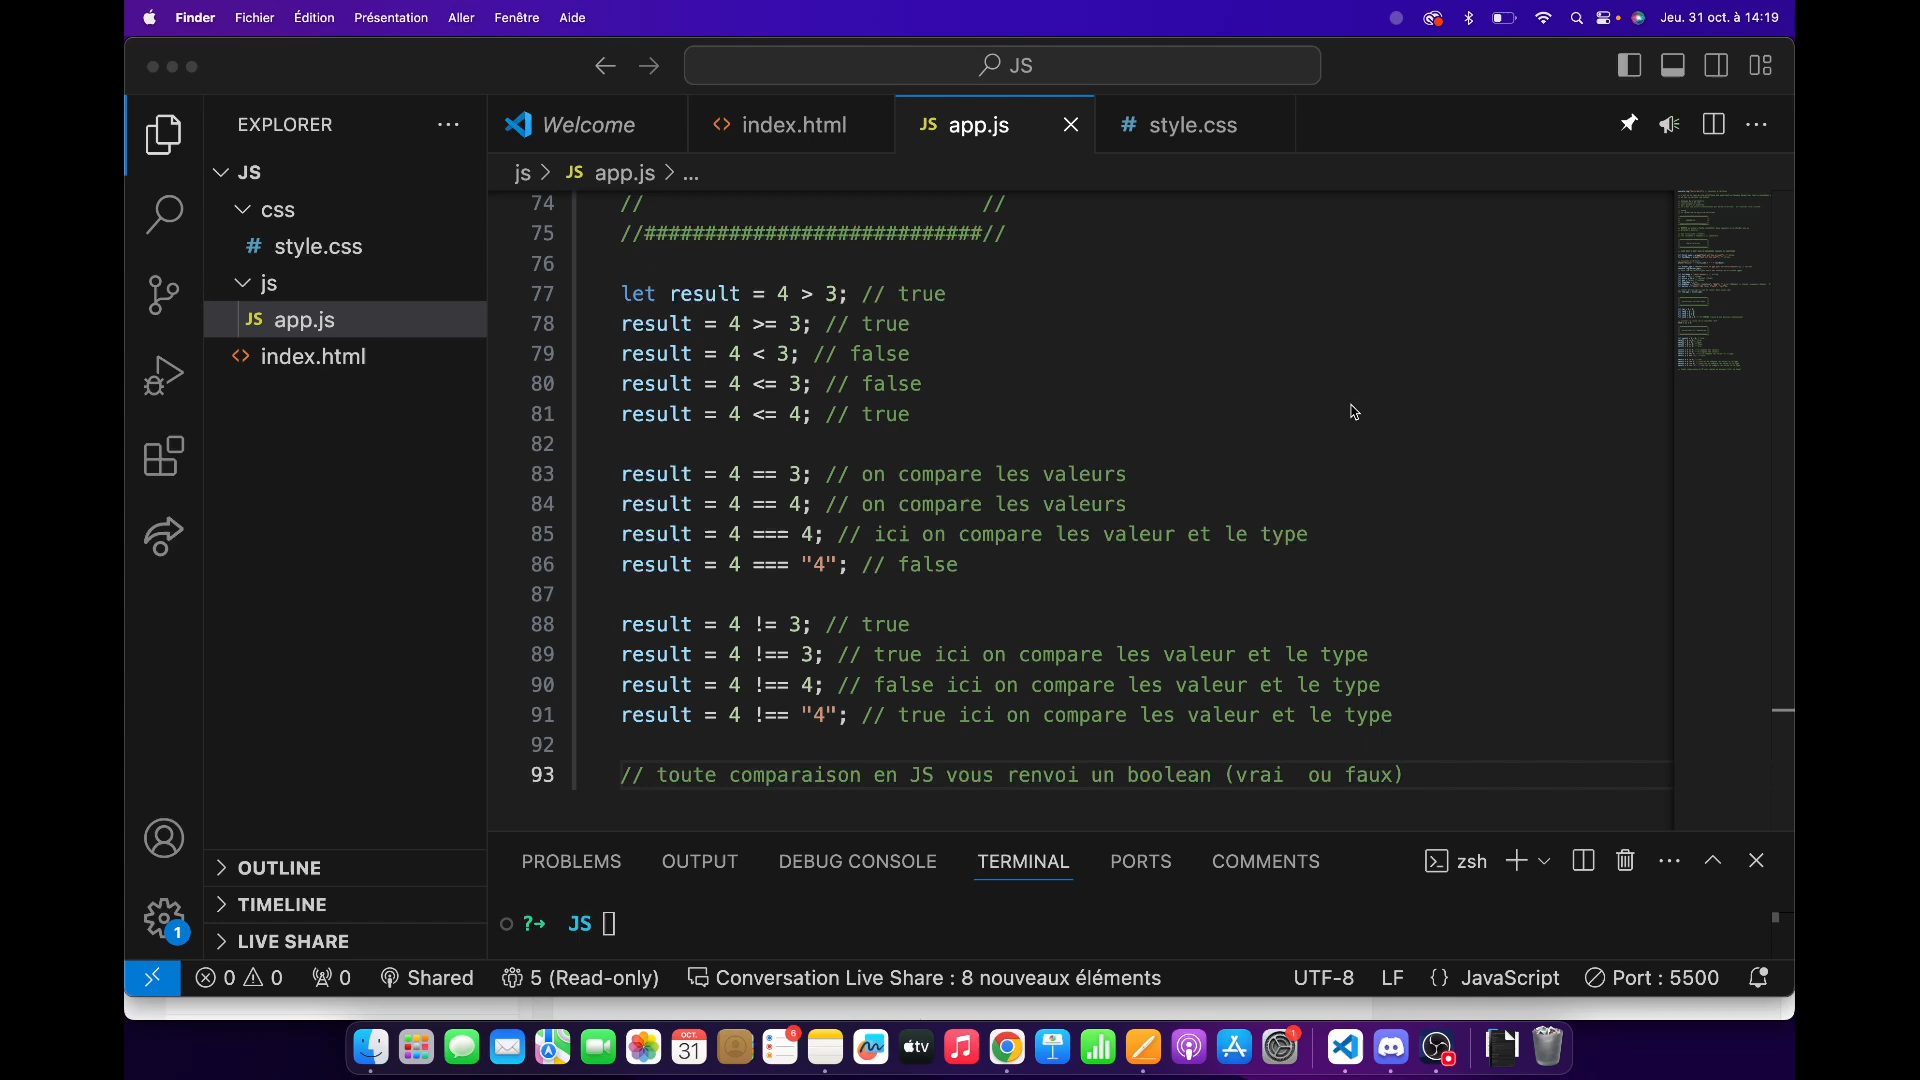 Finder Fichier Édition Présentation Aller Fenêtre Aide Jeu. 31 oct. à 14:19
JS
EXPLORER ...
Welcome
<> index.html
JS app.js
# style.css
JS
css
# style.css
js
JS app.js
<> index.html
js > JS app.js > ...
74 // //
75 //############################//
76
77 let result = 4 > 3; // true
78 result = 4 >= 3; // true
79 result = 4 < 3; // false
80 result = 4 <= 3; // false
81 result = 4 <= 4; // true
82
83 result = 4 == 3; // on compare les valeurs
84 result = 4 == 4; // on compare les valeurs
85 result = 4 === 4; // ici on compare les valeur et le type
86 result = 4 === "4"; // false
87
88 result = 4 != 3; // true
89 result = 4 !== 3; // true ici on compare les valeur et le type
90 result = 4 !== 4; // false ici on compare les valeur et le type
91 result = 4 !== "4"; // true ici on compare les valeur et le type
92
93 // toute comparaison en JS vous renvoi un boolean (vrai  ou faux)
OUTLINE
TIMELINE
LIVE SHARE
1
PROBLEMS OUTPUT DEBUG CONSOLE TERMINAL PORTS COMMENTS zsh
?→ JS
0 0 0 Shared 5 (Read-only) Conversation Live Share : 8 nouveaux éléments UTF-8 LF {} JavaScript Port : 5500
OCT.
31
6
tv
1